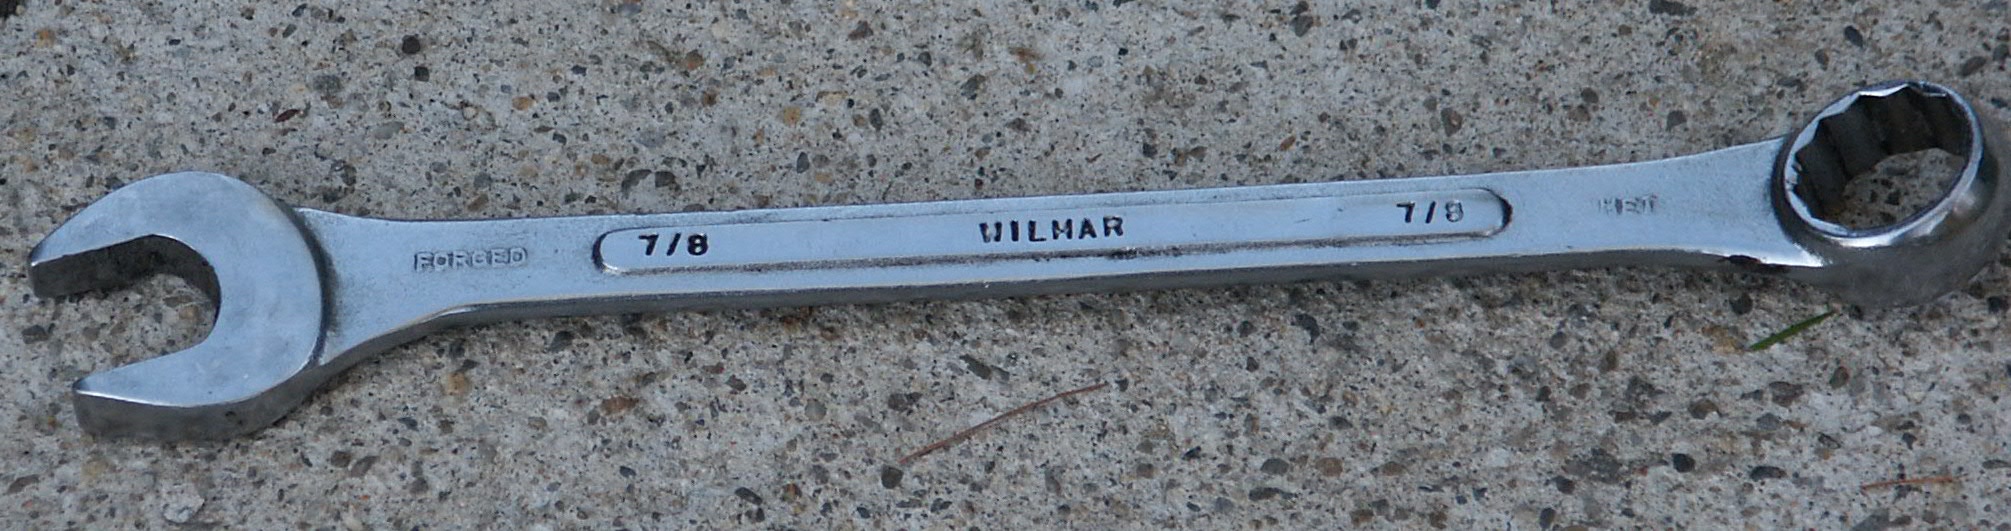 FORGED 7/8 WILMAR 7/8